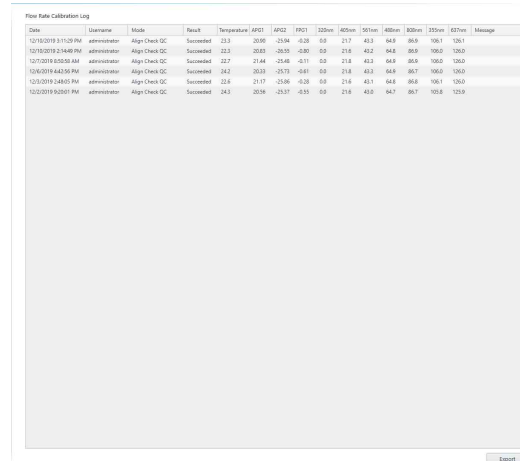 Flow Rate Calibration Log
Date Username Mode Result Temperature APG1 APG2 PPG1 320nm 405nm 561nm 488nm 808nm 355nm 637nm Message
12/10/2019 3:11:29 PM administrator Align Check QC Succeeded 23.3 20.90 -25.94 -0.28 0.0 21.7 43.3 64.9 86.9 106.1 126.1
12/10/2019 2:14:49 PM administrator Align Check QC Succeeded 22.3 20.83 -26.55 -0.80 0.0 21.6 43.2 64.8 86.9 106.0 126.0
12/7/2019 8:50:56 AM administrator Align Check QC Succeeded 22.7 21.44 -25.48 -0.11 0.0 21.8 43.3 64.9 86.9 106.0 126.0
12/6/2019 4:42:56 PM administrator Align Check QC Succeeded 24.2 20.33 -25.73 -0.61 0.0 21.8 43.3 64.9 86.7 106.0 126.0
12/3/2019 2:48:05 PM administrator Align Check QC Succeeded 22.6 21.17 -25.86 -0.28 0.0 21.6 43.1 64.8 86.8 106.1 126.0
12/2/2019 9:20:01 PM administrator Align Check QC Succeeded 24.3 20.56 -25.37 -0.55 0.0 21.6 43.0 64.7 86.7 105.8 125.9
Export